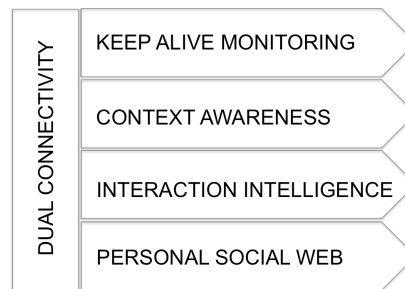 DUAL CONNECTIVITY
KEEP ALIVE MONITORING
CONTEXT AWARENESS
INTERACTION INTELLIGENCE
PERSONAL SOCIAL WEB